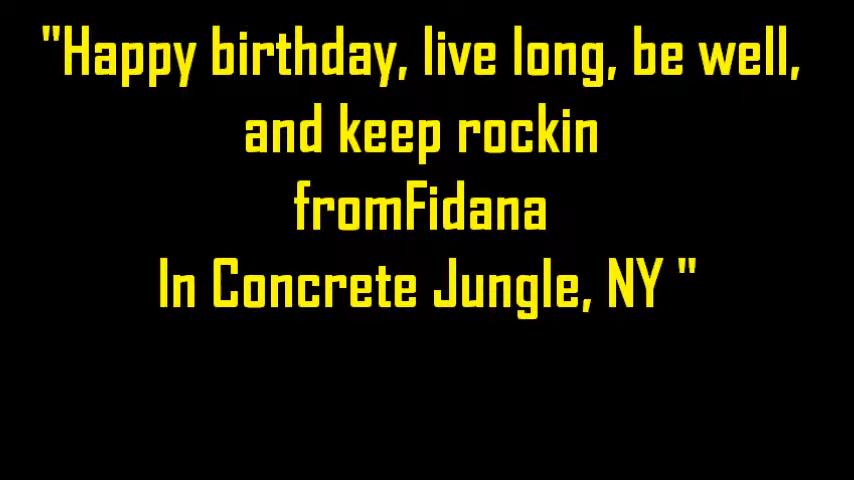 "Happy birthday, live long, be well,
and keep rockin
fromFidana
In Concrete Jungle, NY "